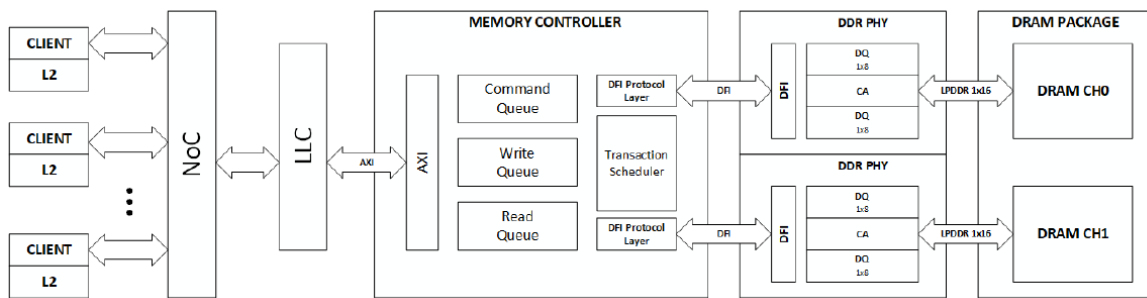 CLIENT
L2
CLIENT
L2
...
CLIENT
L2
NoC
LLC
AXI
MEMORY CONTROLLER
AXI
Command
Queue
Write
Queue
Read
Queue
DFI Protocol
Layer
Transaction
Scheduler
DFI Protocol
Layer
DFI
DFI
DDR PHY
DFI
DQ
1x8
CA
DQ
1x8
DDR PHY
DFI
DQ
1x8
CA
DQ
1x8
LPDDR 1x16
LPDDR 1x16
DRAM PACKAGE
DRAM CH0
DRAM CH1